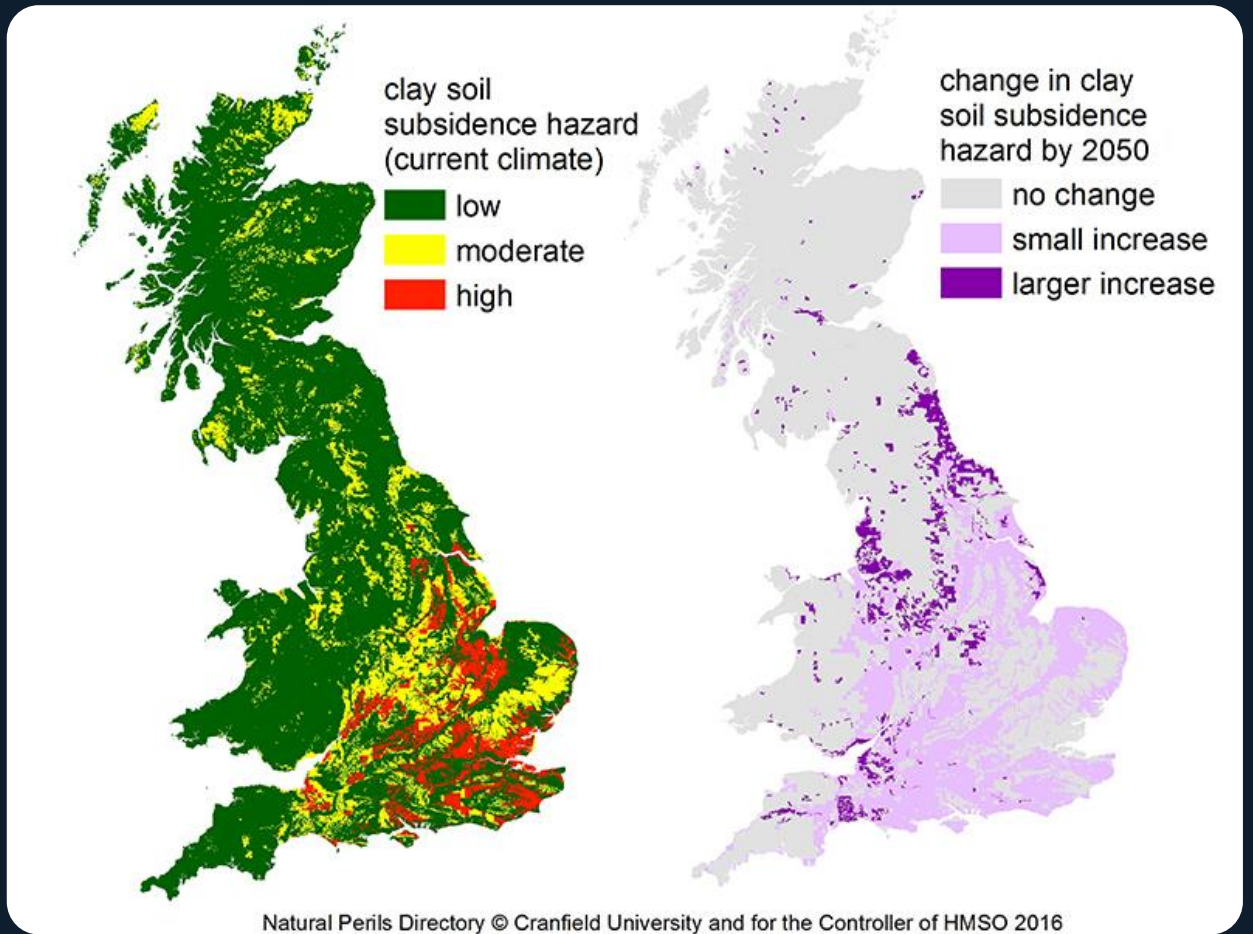 clay soil
subsidence hazard
(current climate)
low
moderate
high
change in clay
soil subsidence
hazard by 2050
no change
small increase
larger increase
Natural Perils Directory © Cranfield University and for the Controller of HMSO 2016